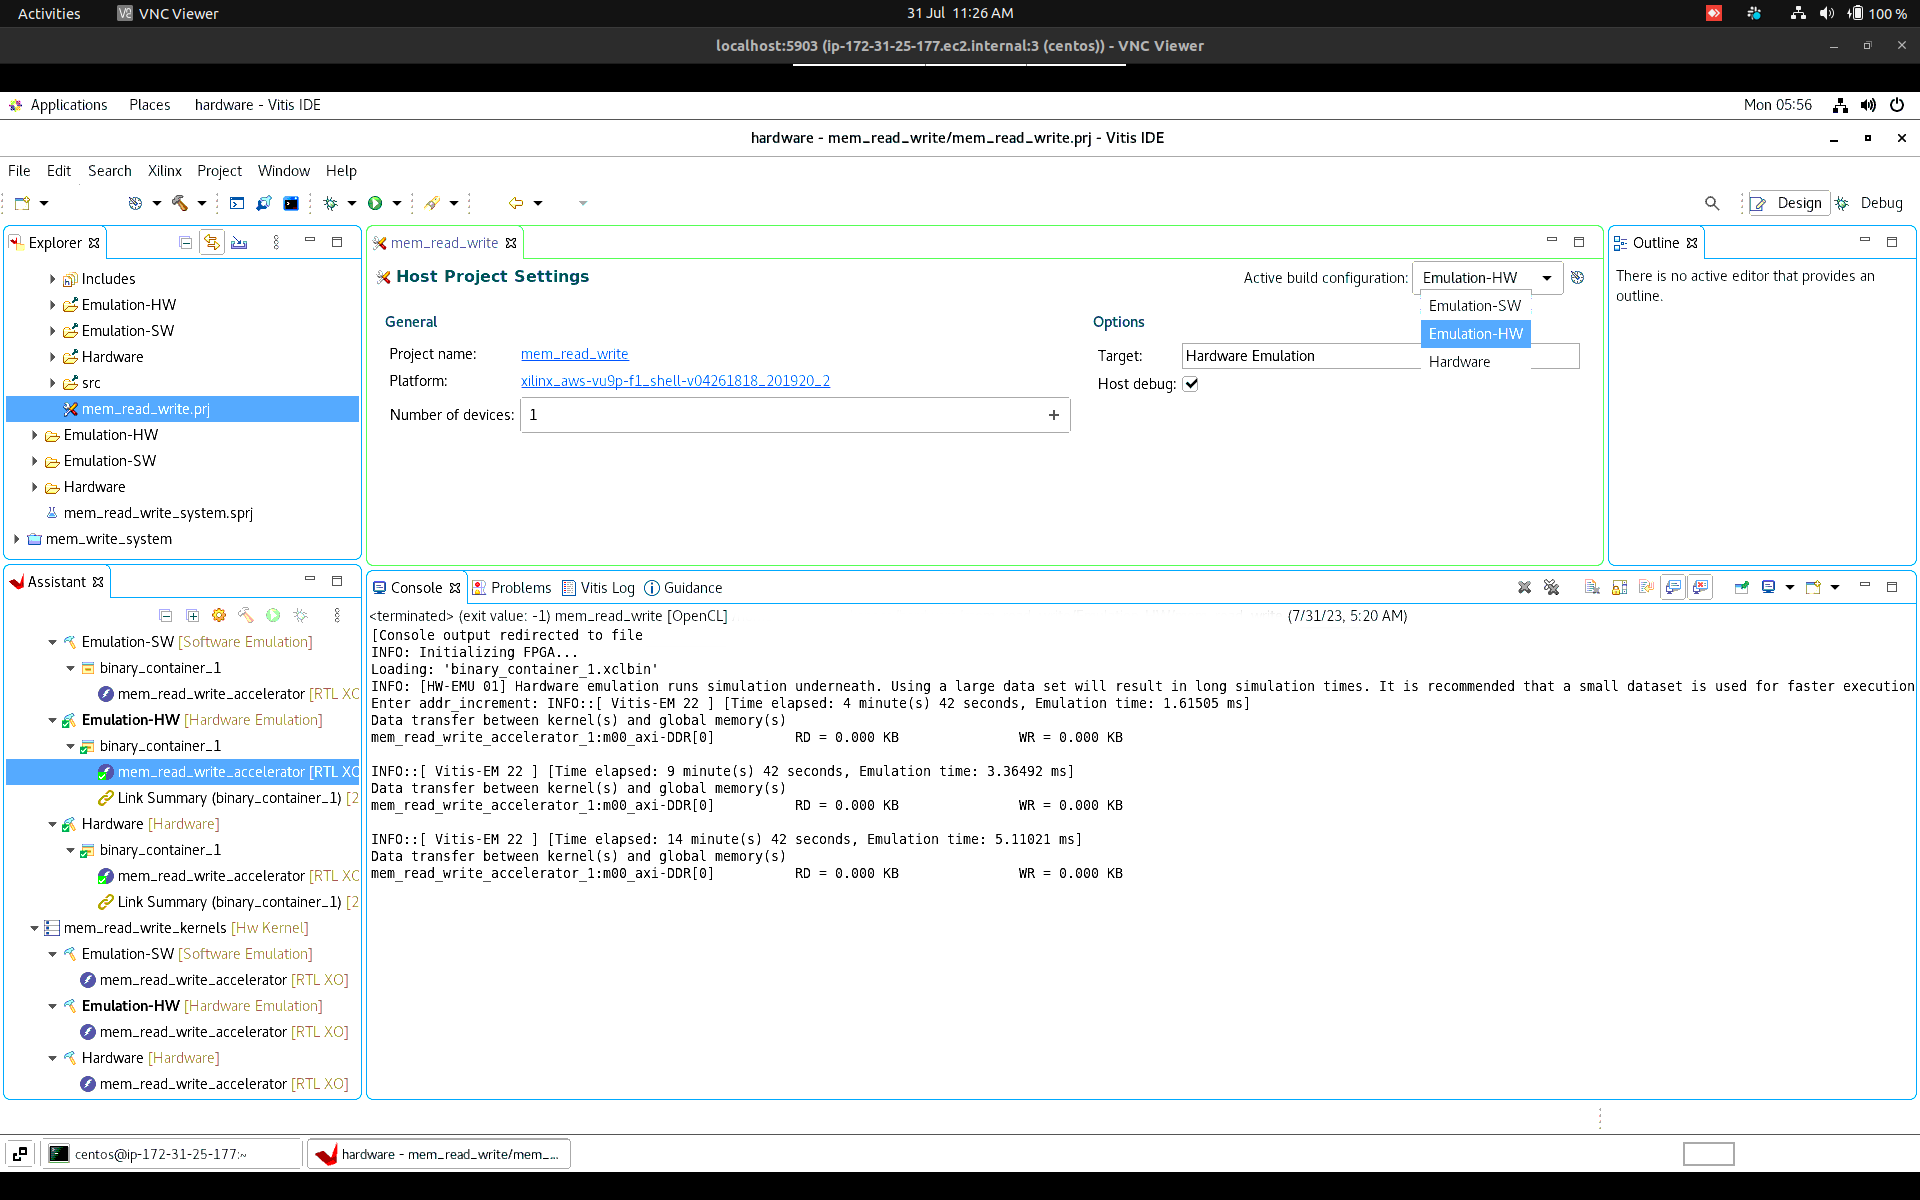 Activities
VNC Viewer
31 Jul 11:26 AM
100 %
localhost:5903 (ip-172-31-25-177.ec2.internal:3 (centos)) - VNC Viewer
Applications Places hardware - Vitis IDE
Mon 05:56
hardware - mem_read_write/mem_read_write.prj - Vitis IDE
File Edit Search Xilinx Project Window Help
Design Debug
Explorer
Includes
Emulation-HW
Emulation-SW
Hardware
src
mem_read_write.prj
Emulation-HW
Emulation-SW
Hardware
mem_read_write_system.sprj
mem_write_system
mem_read_write
Host Project Settings
Active build configuration: Emulation-HW
Emulation-SW
Emulation-HW
Hardware
General
Project name: mem_read_write
Platform: xilinx_aws-vu9p-f1_shell-v04261818_201920_2
Number of devices: 1
Options
Target: Hardware Emulation
Host debug:
Outline
There is no active editor that provides an
outline.
Assistant
Emulation-SW [Software Emulation]
binary_container_1
mem_read_write_accelerator [RTL XO
Emulation-HW [Hardware Emulation]
binary_container_1
mem_read_write_accelerator [RTL XO
Link Summary (binary_container_1) [2
Hardware [Hardware]
binary_container_1
mem_read_write_accelerator [RTL XO
Link Summary (binary_container_1) [2
mem_read_write_kernels [Hw Kernel]
Emulation-SW [Software Emulation]
mem_read_write_accelerator [RTL XO]
Emulation-HW [Hardware Emulation]
mem_read_write_accelerator [RTL XO]
Hardware [Hardware]
mem_read_write_accelerator [RTL XO]
Console Problems Vitis Log Guidance
<terminated> (exit value: -1) mem_read_write [OpenCL] (7/31/23, 5:20 AM)
[Console output redirected to file
INFO: Initializing FPGA...
Loading: 'binary_container_1.xclbin'
INFO: [HW-EMU 01] Hardware emulation runs simulation underneath. Using a large data set will result in long simulation times. It is recommended that a small dataset is used for faster execution
Enter addr_increment: INFO::[ Vitis-EM 22 ] [Time elapsed: 4 minute(s) 42 seconds, Emulation time: 1.61505 ms]
Data transfer between kernel(s) and global memory(s)
mem_read_write_accelerator_1:m00_axi-DDR[0] RD = 0.000 KB WR = 0.000 KB
INFO::[ Vitis-EM 22 ] [Time elapsed: 9 minute(s) 42 seconds, Emulation time: 3.36492 ms]
Data transfer between kernel(s) and global memory(s)
mem_read_write_accelerator_1:m00_axi-DDR[0] RD = 0.000 KB WR = 0.000 KB
INFO::[ Vitis-EM 22 ] [Time elapsed: 14 minute(s) 42 seconds, Emulation time: 5.11021 ms]
Data transfer between kernel(s) and global memory(s)
mem_read_write_accelerator_1:m00_axi-DDR[0] RD = 0.000 KB WR = 0.000 KB
centos@ip-172-31-25-177:~
hardware - mem_read_write/mem_...